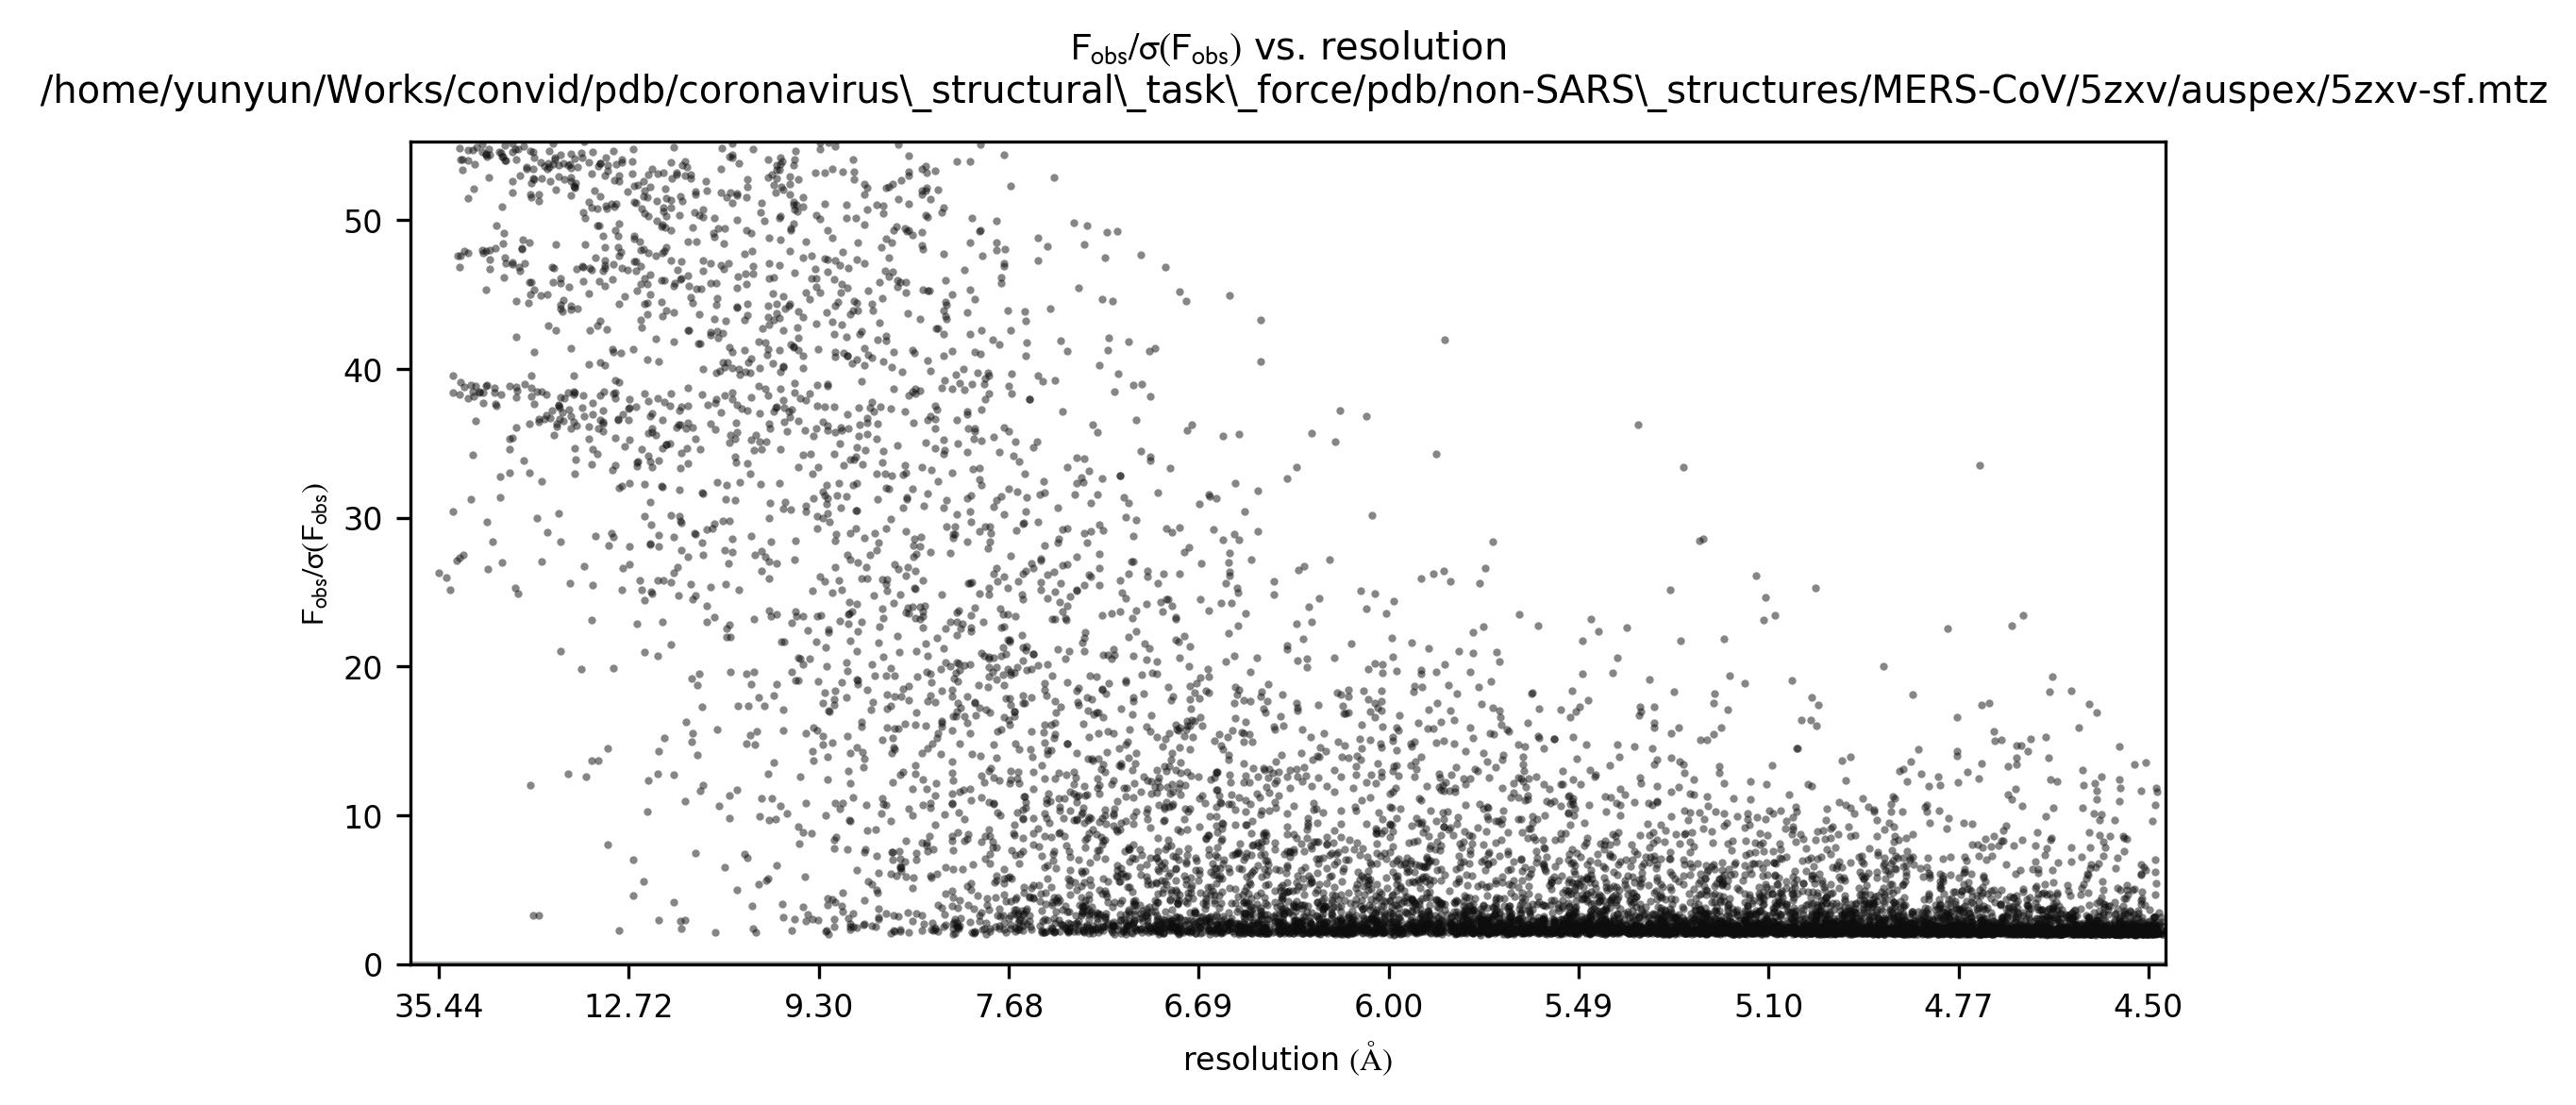 Fobs/σ(Fobs) vs. resolution
/home/yunyun/Works/convid/pdb/coronavirus\_structural\_task\_force/pdb/non-SARS\_structures/MERS-CoV/5zxv/auspex/5zxv-sf.mtz
Fobs/σ(Fobs)
50
40
30
20
10
0
35.44 12.72 9.30 7.68 6.69 6.00 5.49 5.10 4.77 4.50
resolution (Å)